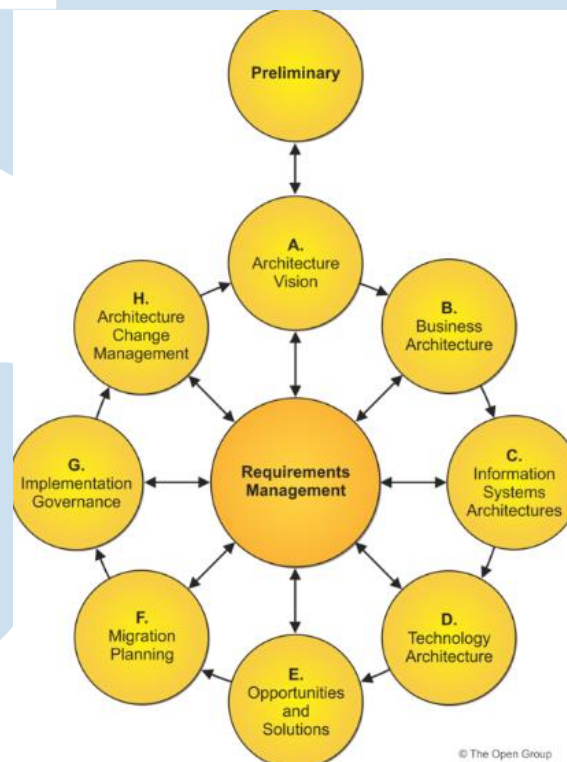 Preliminary
A.
Architecture
Vision
B.
Business
Architecture
C.
Information
Systems
Architectures
D.
Technology
Architecture
E.
Opportunities
and
Solutions
F.
Migration
Planning
G.
Implementation
Governance
H.
Architecture
Change
Management
Requirements
Management
© The Open Group